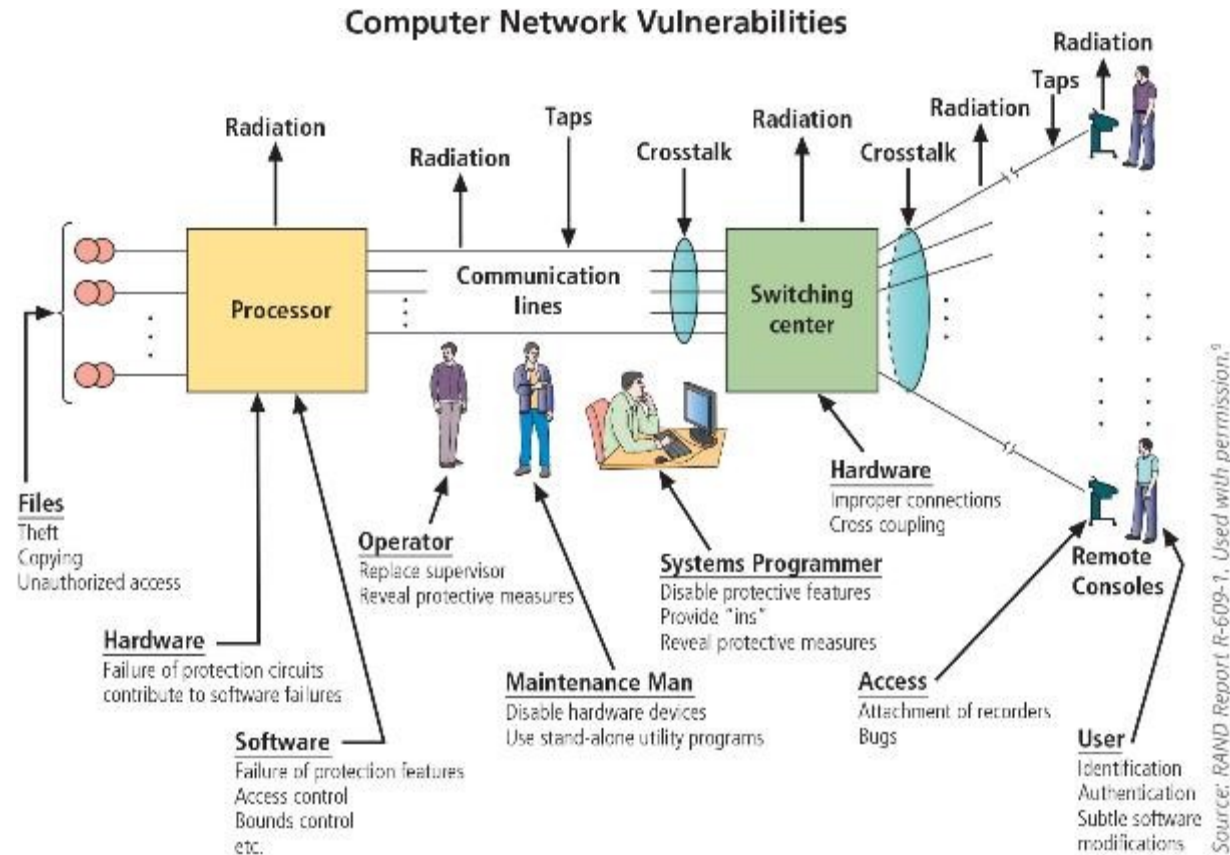 Computer Network Vulnerabilities
Radiation
Taps
Radiation
Taps
Radiation
Radiation
Radiation
Crosstalk
Crosstalk
Processor
Communication
lines
Switching
center
Files
Theft
Copying
Unauthorized access
Hardware
Failure of protection circuits
contribute to software failures
Software
Failure of protection features
Access control
Bounds control
etc.
Operator
Replace supervisor
Reveal protective measures
Maintenance Man
Disable hardware devices
Use stand-alone utility programs
Systems Programmer
Disable protective features
Provide "ins"
Reveal protective measures
Hardware
Improper connections
Cross coupling
Access
Attachment of recorders
Bugs
Remote
Consoles
User
Identification
Authentication
Subtle software
modifications
Source: RAND Report R-609-1. Used with permission.9